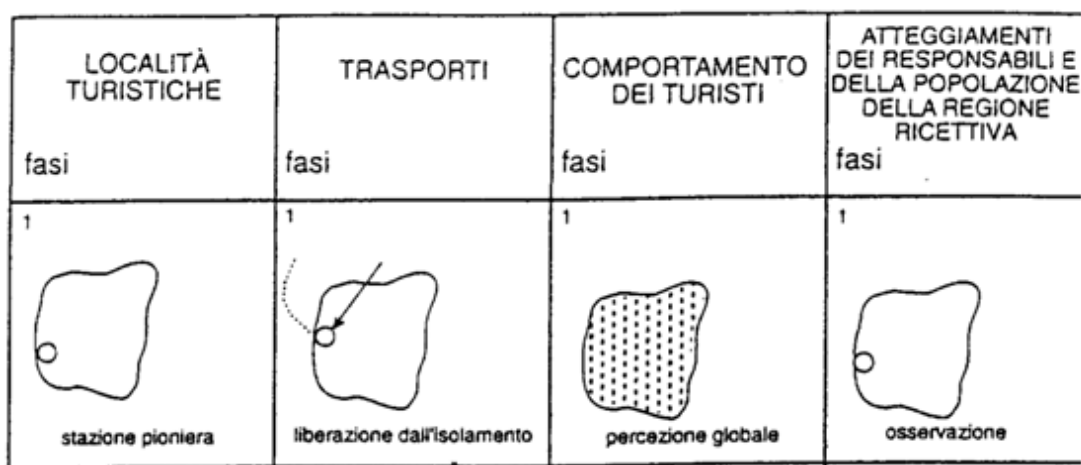 LOCALITÀ
TURISTICHE
fasi
TRASPORTI
fasi
COMPORTAMENTO
DEI TURISTI
fasi
ATTEGGIAMENTI
DEI RESPONSABILI E
DELLA POPOLAZIONE
DELLA REGIONE
RICETTIVA
fasi
1
stazione pioniera
1
liberazione dall'isolamento
1
percezione globale
1
osservazione